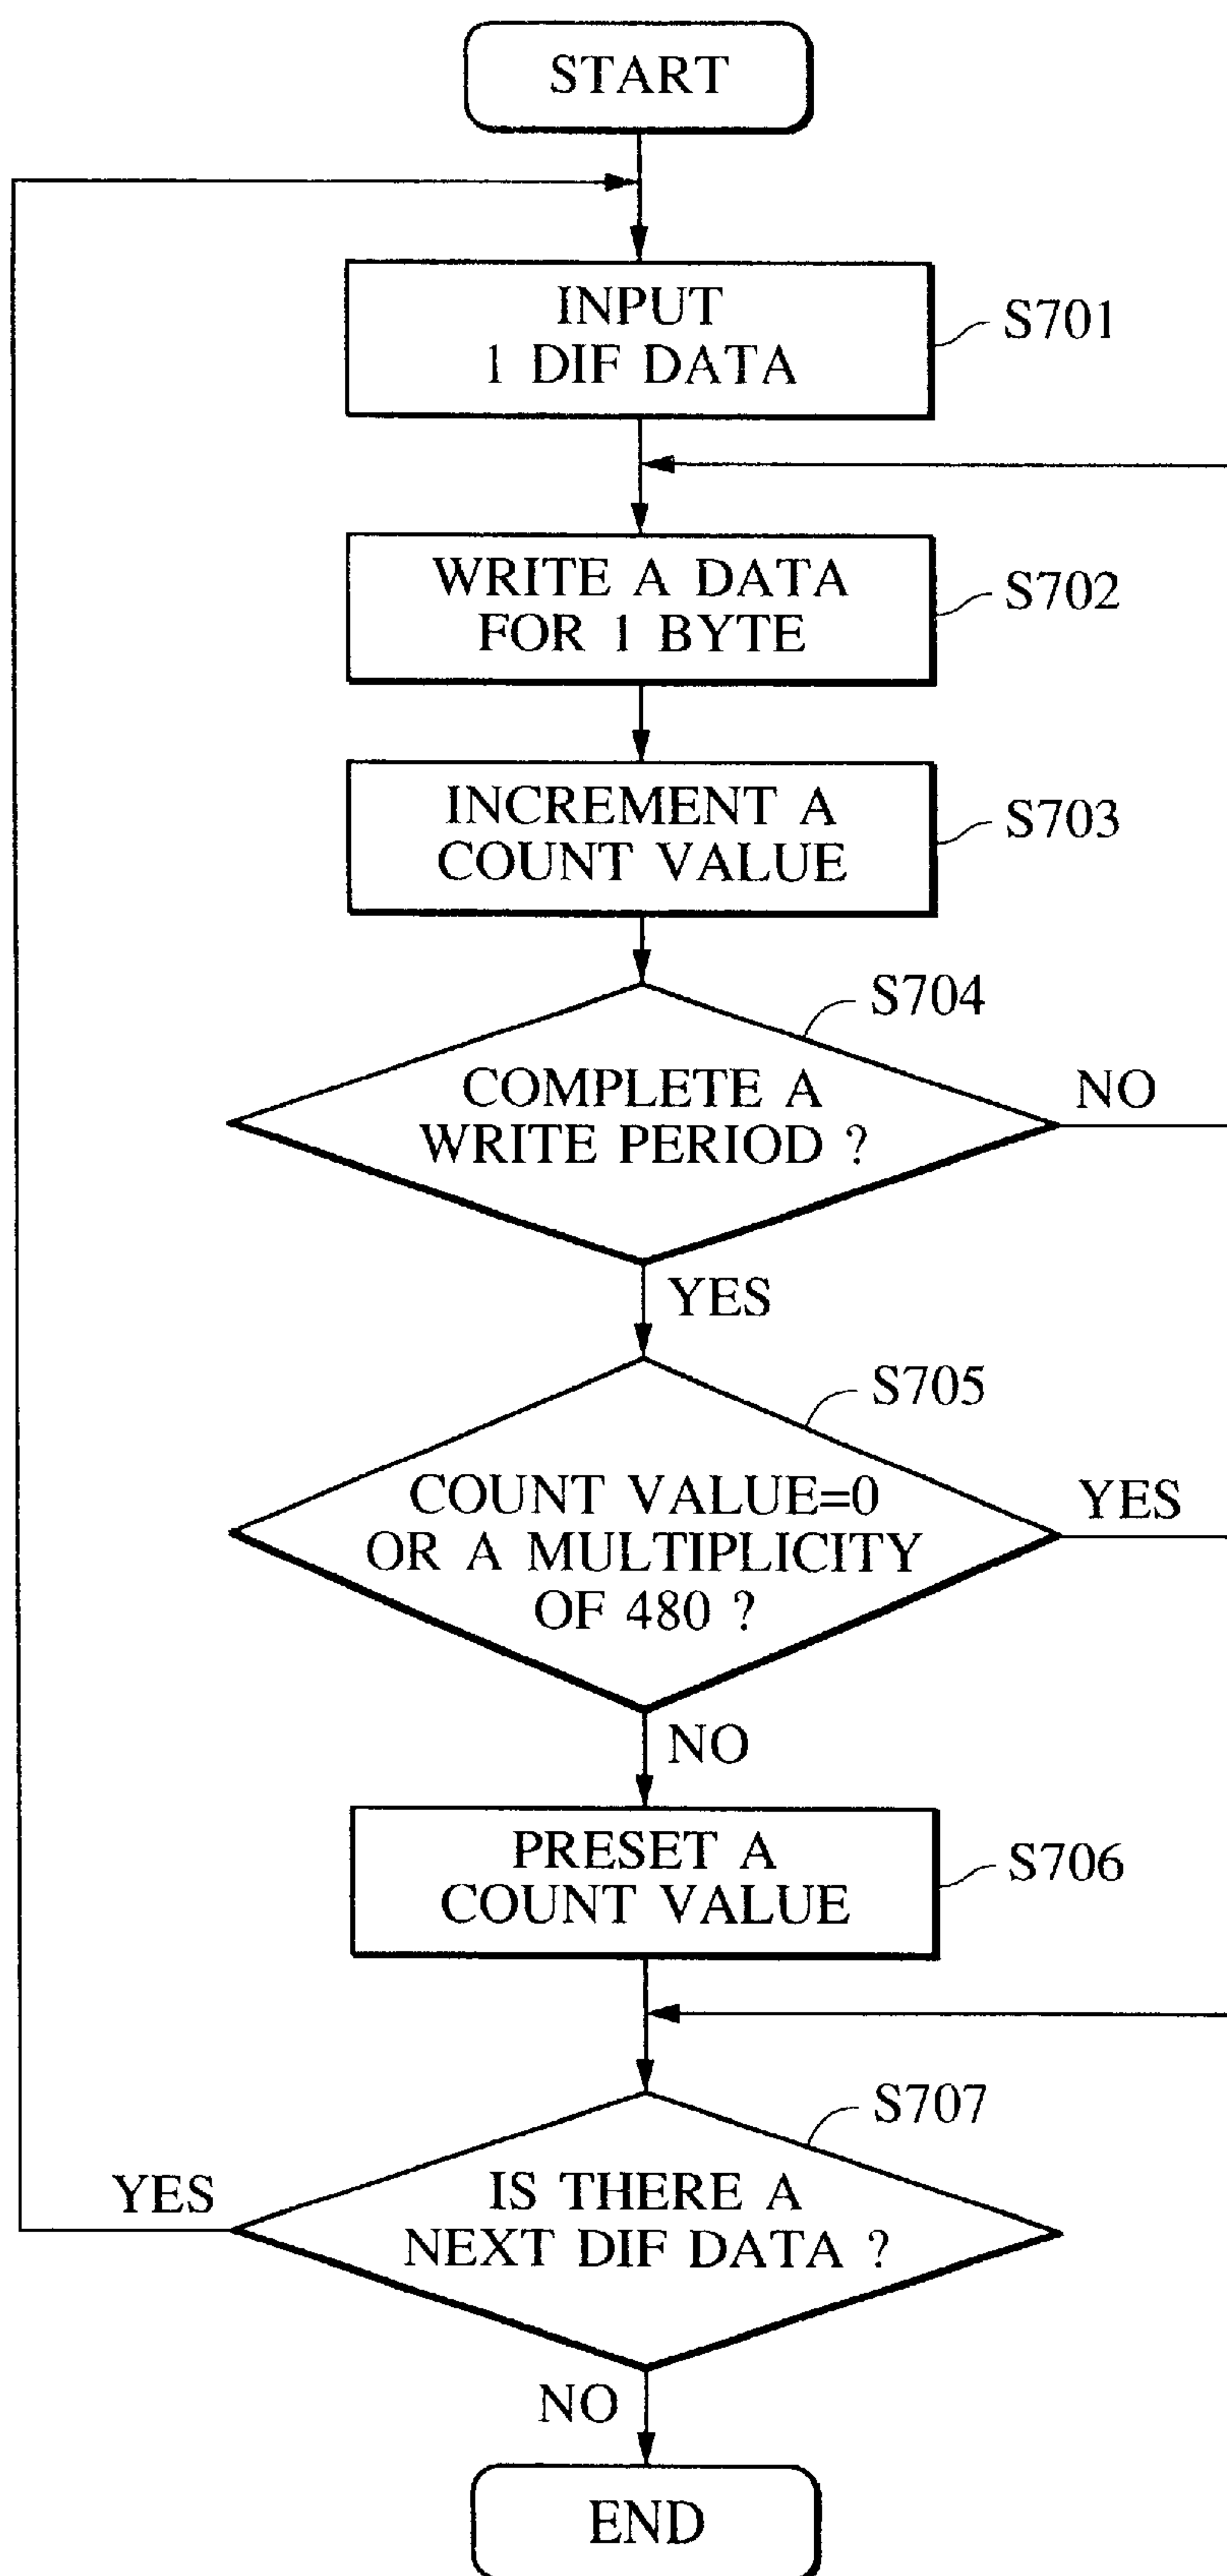 START
INPUT
1 DIF DATA
S701
WRITE A DATA
FOR 1 BYTE
S702
INCREMENT A
COUNT VALUE
S703
S704
COMPLETE A
WRITE PERIOD ?
NO
YES
S705
COUNT VALUE=0
OR A MULTIPLICITY
OF 480 ?
YES
NO
PRESET A
COUNT VALUE
S706
S707
IS THERE A
NEXT DIF DATA ?
YES
NO
END